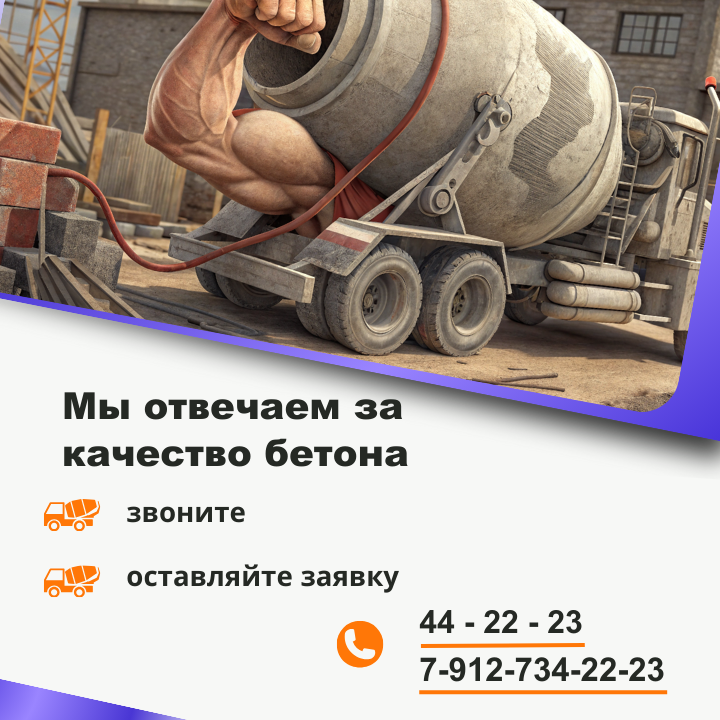 Мы отвечаем за
качество бетона
звоните
оставляйте заявку
44 - 22 - 23
7-912-734-22-23